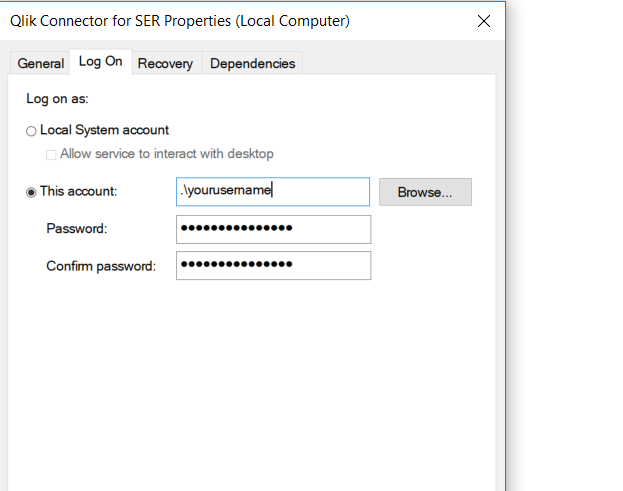 Qlik Connector for SER Properties (Local Computer)
General Log On Recovery Dependencies
Log on as:
Local System account
Allow service to interact with desktop
This account: .\yourusername Browse...
Password: •••••••••••••••
Confirm password: •••••••••••••••